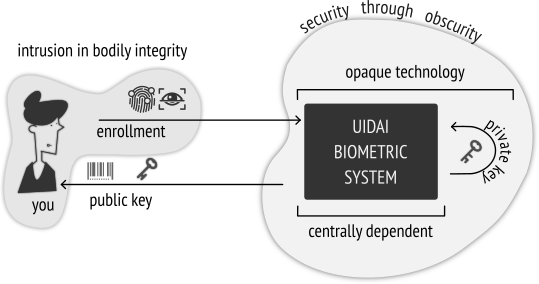 security through obscurity
intrusion in bodily integrity
opaque technology
enrollment
UIDAI
BIOMETRIC
SYSTEM
private key
you
public key
centrally dependent